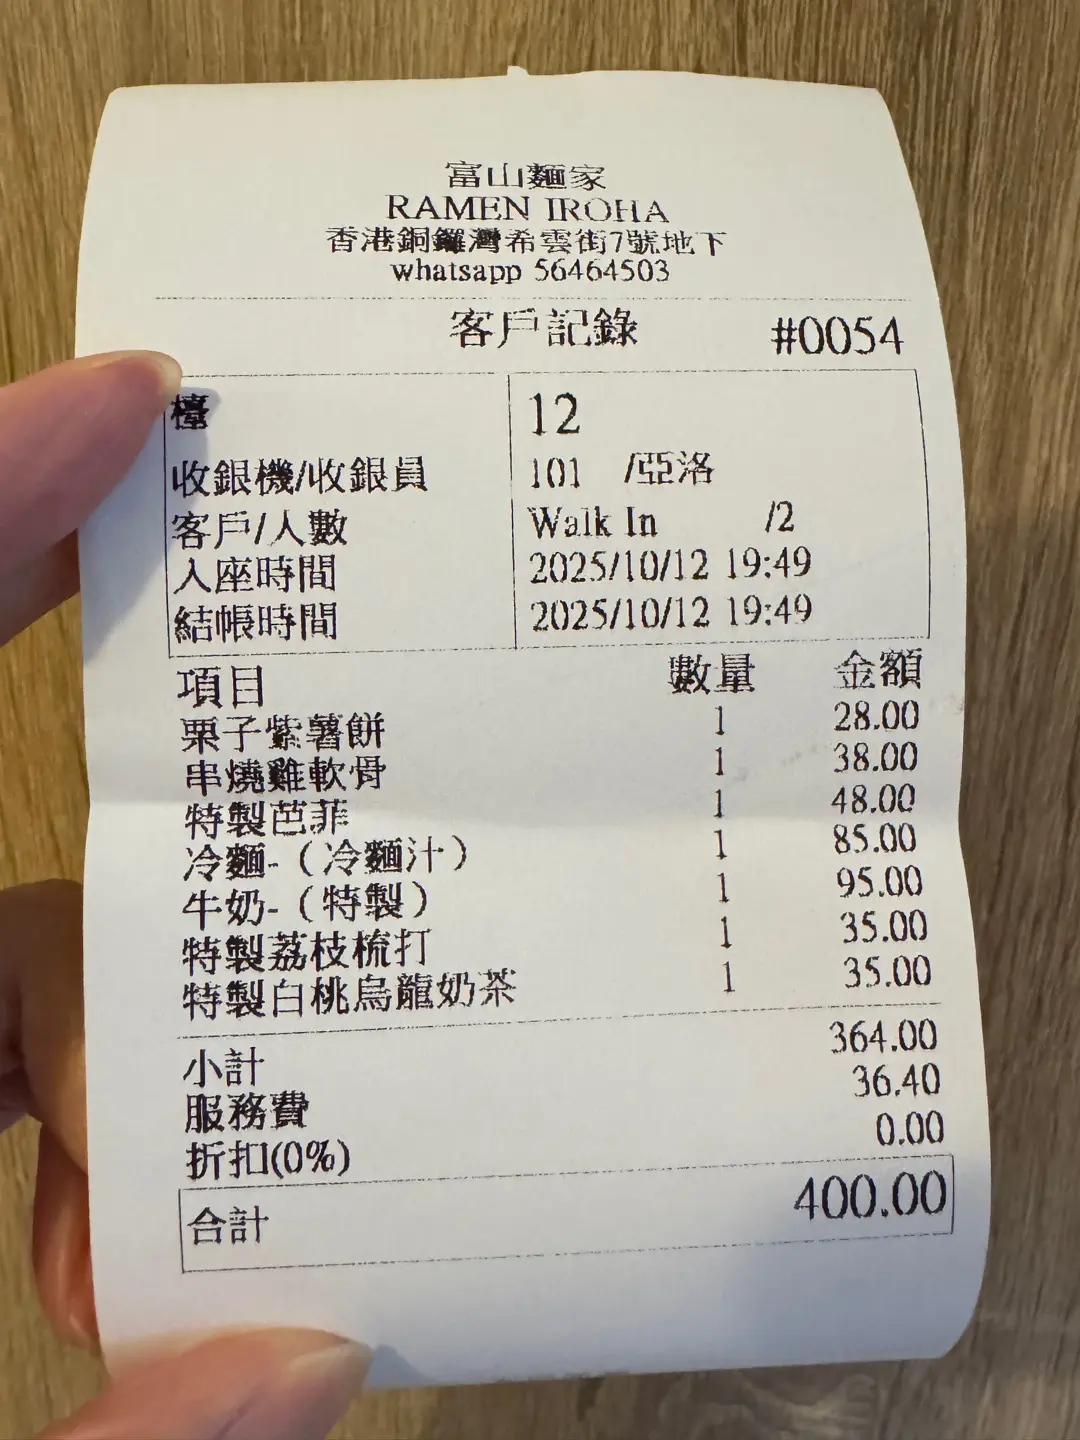 富山麵家
RAMEN IROHA
香港銅鑼灣希雲街7號地下
whatsapp 56464503
客戶記錄 #0054
檯 12
收銀機/收銀員 101 /亞洛
客戶/人數 Walk In /2
入座時間 2025/10/12 19:49
結帳時間 2025/10/12 19:49
項目 數量 金額
栗子紫薯餅 1 28.00
串燒雞軟骨 1 38.00
特製芭菲 1 48.00
冷麵-（冷麵汁） 1 85.00
牛奶-（特製） 1 95.00
特製荔枝梳打 1 35.00
特製白桃烏龍奶茶 1 35.00
小計 364.00
服務費 36.40
折扣(0%) 0.00
合計 400.00